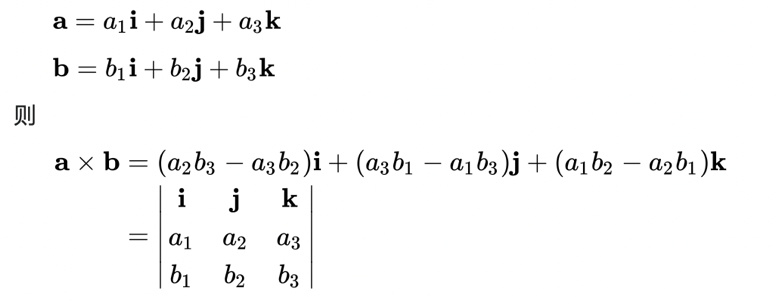 a = a₁i + a₂j + a₃k
b = b₁i + b₂j + b₃k
则
a × b = (a₂b₃ − a₃b₂)i + (a₃b₁ − a₁b₃)j + (a₁b₂ − a₂b₁)k
= | i j k |
| a₁ a₂ a₃ |
| b₁ b₂ b₃ |